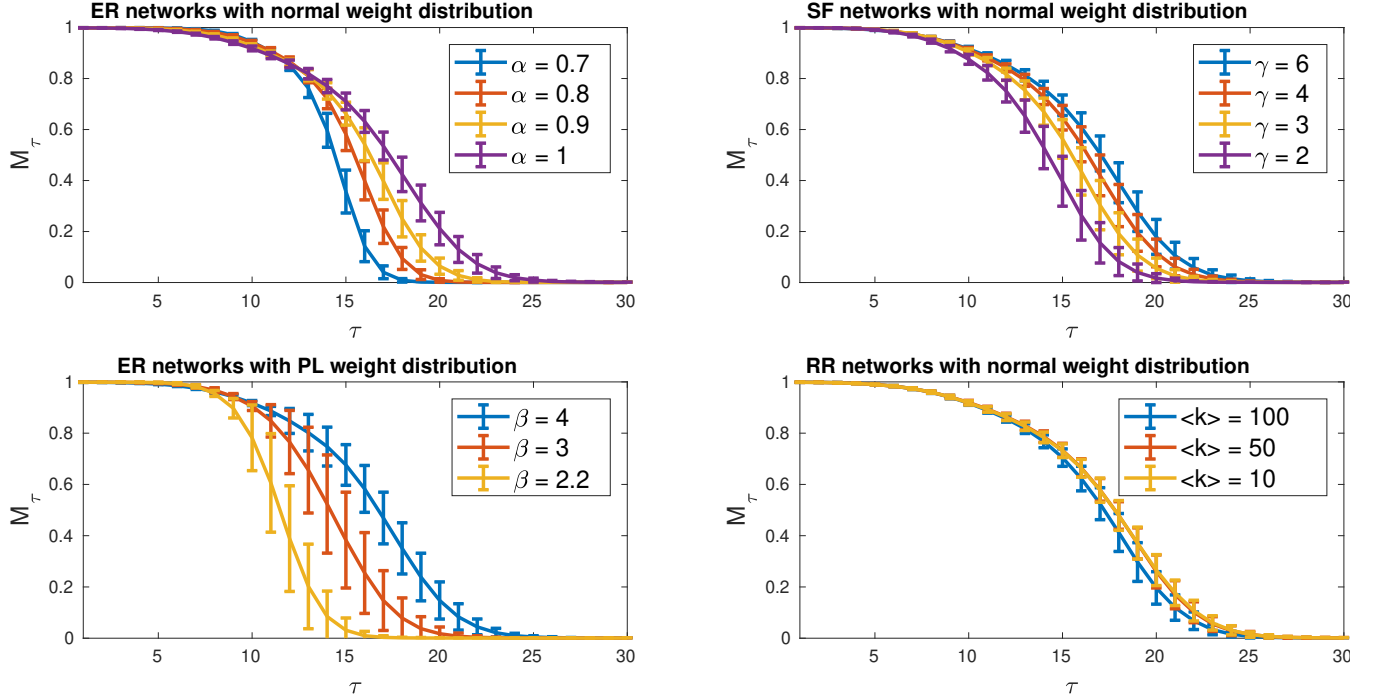 ER networks with normal weight distribution
1
0.8
0.6
0.4
0.2
0
M τ
α = 0.7
α = 0.8
α = 0.9
α = 1
5 10 15 20 25 30
τ
SF networks with normal weight distribution
1
0.8
0.6
0.4
0.2
0
M τ
γ = 6
γ = 4
γ = 3
γ = 2
5 10 15 20 25 30
τ
ER networks with PL weight distribution
1
0.8
0.6
0.4
0.2
0
M τ
β = 4
β = 3
β = 2.2
5 10 15 20 25 30
τ
RR networks with normal weight distribution
1
0.8
0.6
0.4
0.2
0
M τ
<k> = 100
<k> = 50
<k> = 10
5 10 15 20 25 30
τ